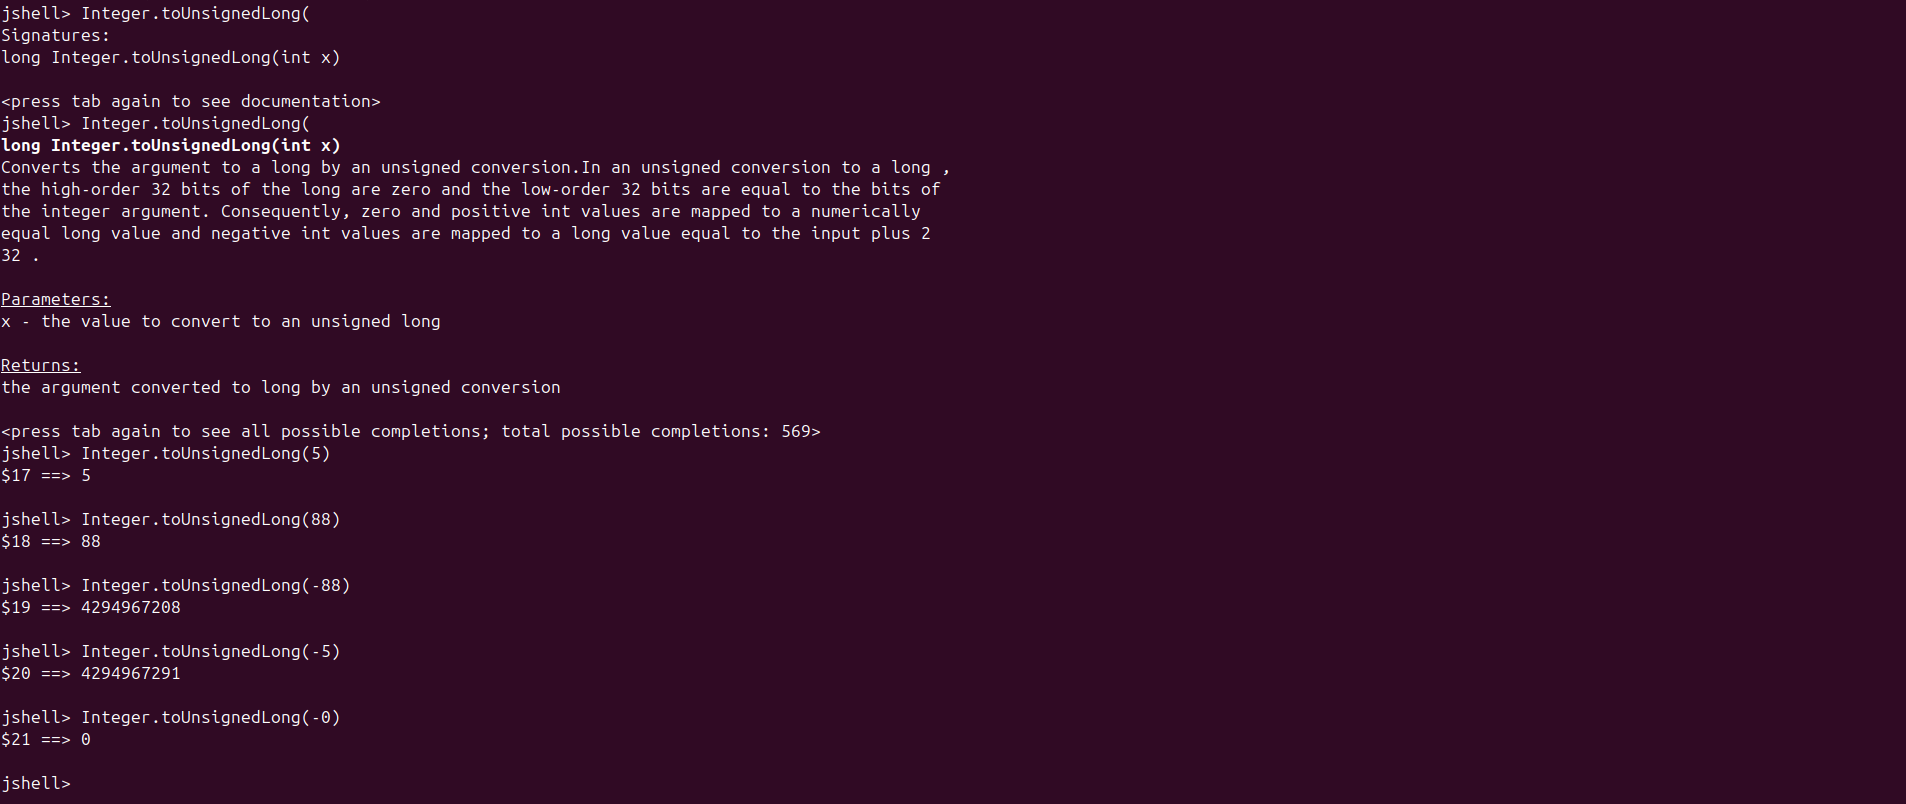 jshell> Integer.toUnsignedLong(
Signatures:
long Integer.toUnsignedLong(int x)
<press tab again to see documentation>
jshell> Integer.toUnsignedLong(
long Integer.toUnsignedLong(int x)
Converts the argument to a long by an unsigned conversion.In an unsigned conversion to a long ,
the high-order 32 bits of the long are zero and the low-order 32 bits are equal to the bits of
the integer argument. Consequently, zero and positive int values are mapped to a numerically
equal long value and negative int values are mapped to a long value equal to the input plus 2
32 .
Parameters:
x - the value to convert to an unsigned long
Returns:
the argument converted to long by an unsigned conversion
<press tab again to see all possible completions; total possible completions: 569>
jshell> Integer.toUnsignedLong(5)
$17 ==> 5
jshell> Integer.toUnsignedLong(88)
$18 ==> 88
jshell> Integer.toUnsignedLong(-88)
$19 ==> 4294967208
jshell> Integer.toUnsignedLong(-5)
$20 ==> 4294967291
jshell> Integer.toUnsignedLong(-0)
$21 ==> 0
jshell>